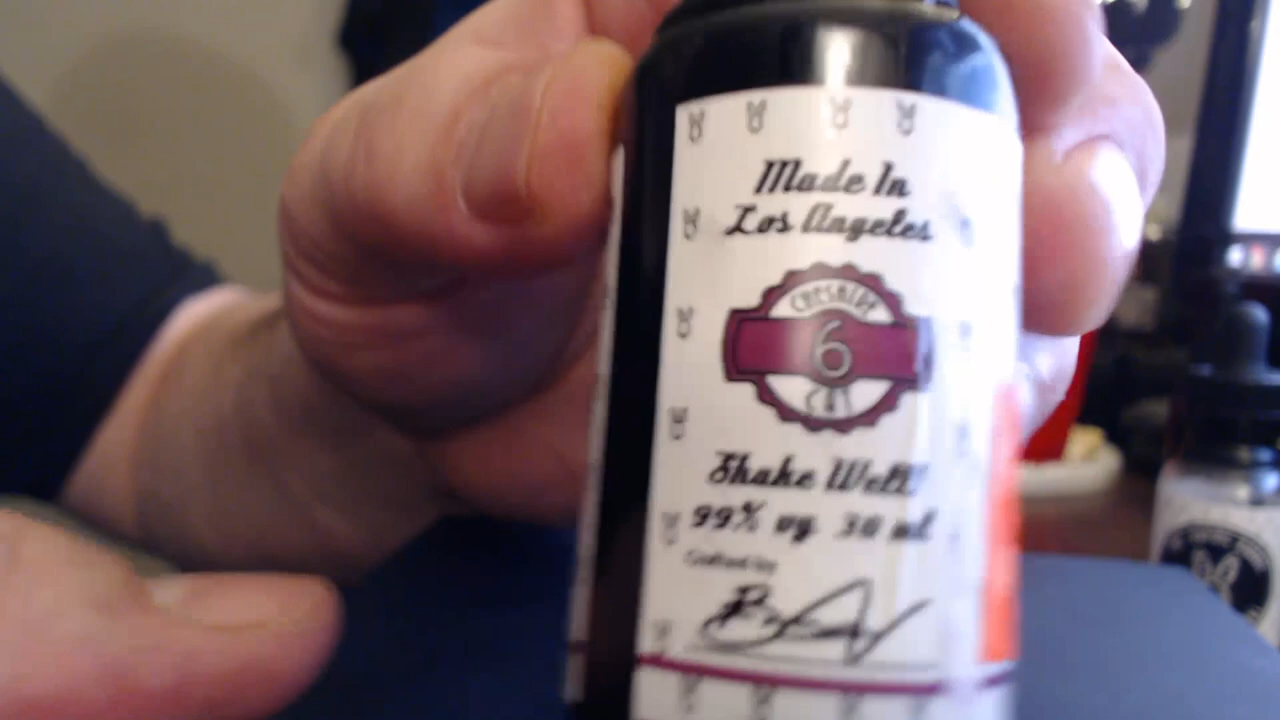 Made In
Los Angeles
CHESHIRE
6
CAT
Shake Well!
99% vg 30 ml
Crafted by